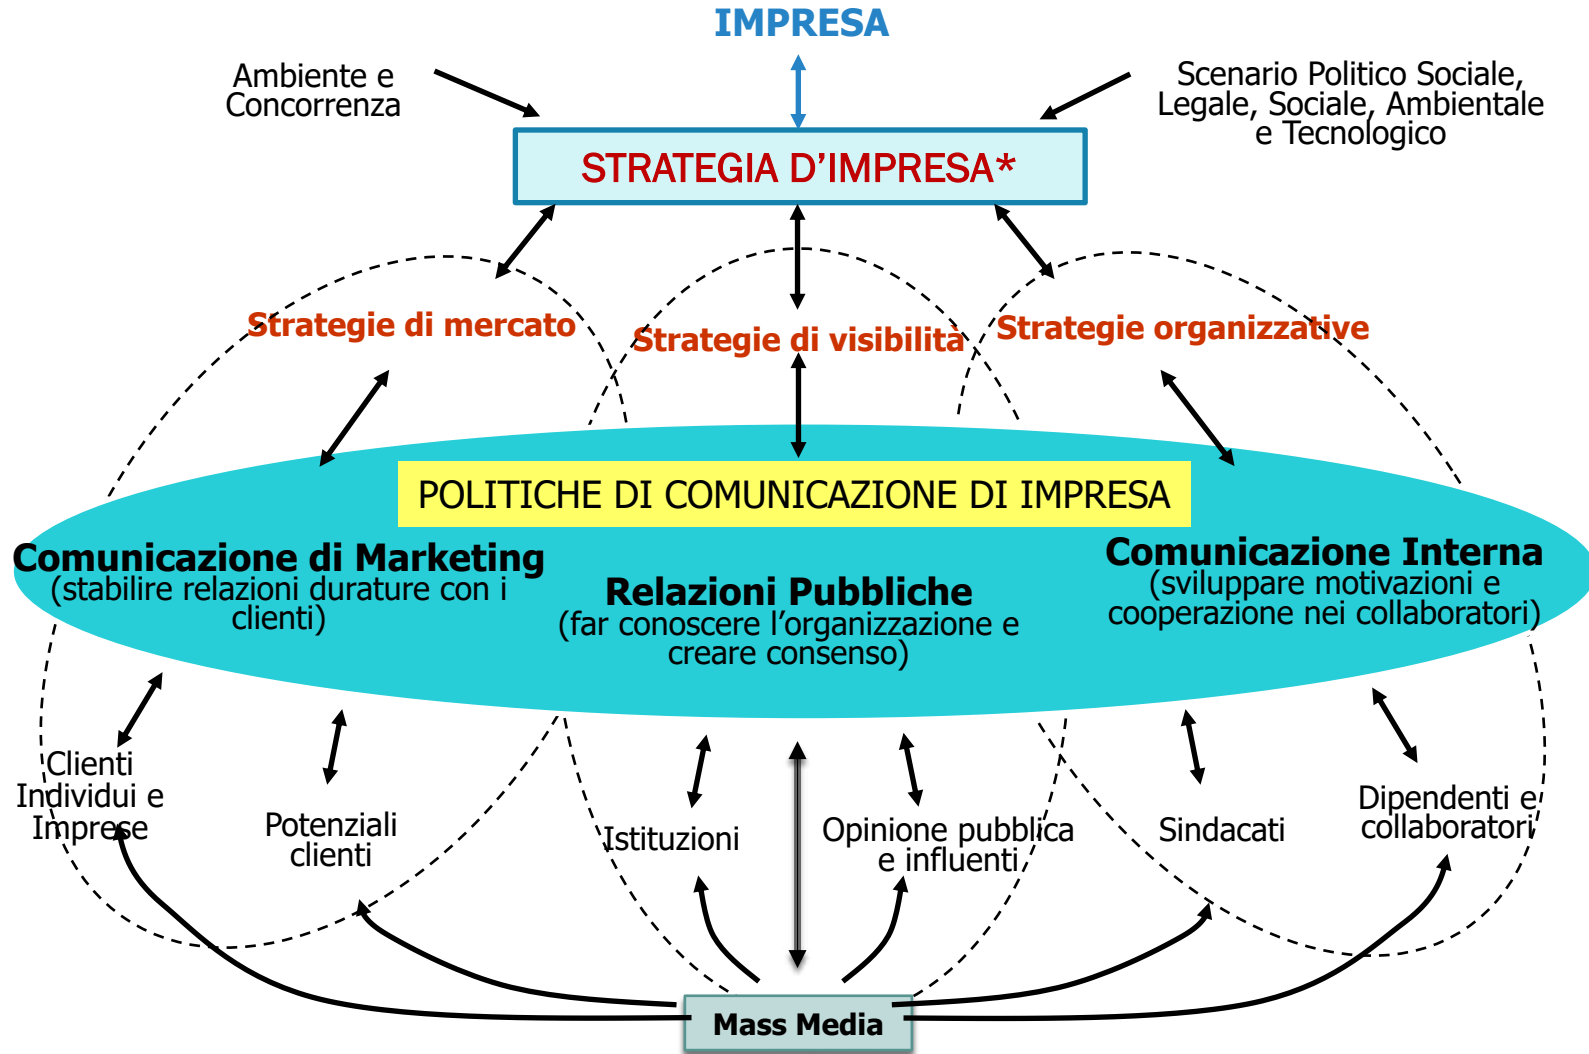 IMPRESA
Ambiente e
Concorrenza
Scenario Politico Sociale,
Legale, Sociale, Ambientale
e Tecnologico
STRATEGIA D'IMPRESA*
Strategie di mercato
Strategie di visibilità
Strategie organizzative
POLITICHE DI COMUNICAZIONE DI IMPRESA
Comunicazione di Marketing
(stabilire relazioni durature con i
clienti)
Relazioni Pubbliche
(far conoscere l'organizzazione e
creare consenso)
Comunicazione Interna
(sviluppare motivazioni e
cooperazione nei collaboratori)
Clienti
Individui e
Imprese
Potenziali
clienti
Istituzioni
Opinione pubblica
e influenti
Sindacati
Dipendenti e
collaboratori
Mass Media